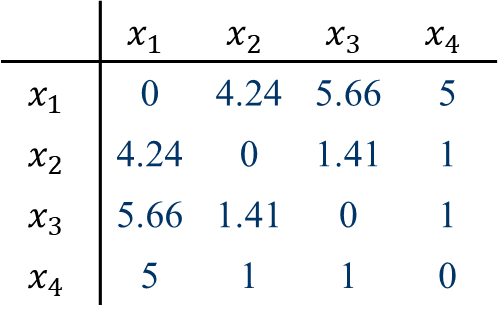 x₁ x₂ x₃ x₄
x₁ 0 4.24 5.66 5
x₂ 4.24 0 1.41 1
x₃ 5.66 1.41 0 1
x₄ 5 1 1 0